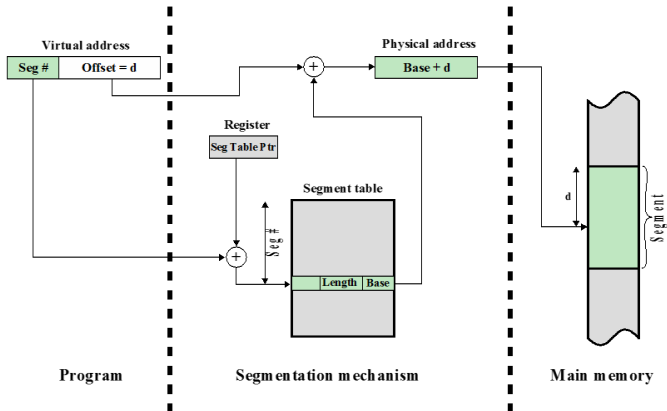 Virtual address
Seg #
Offset = d
+
Physical address
Base + d
Register
Seg Table Ptr
Segment table
Seg #
+
Length
Base
d
Segment
Program
Segmentation mechanism
Main memory